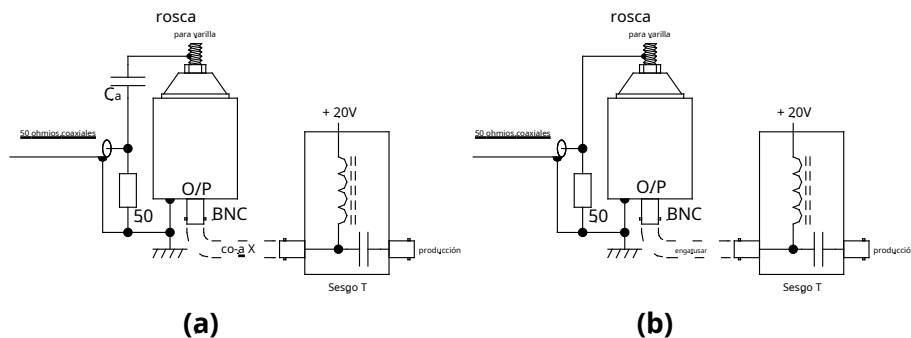 rosca
para varilla
Ca
+ 20V
50 ohmios coaxiales
O/P
50
BNC
co-a X
producción
Sesgo T
(a)
rosca
para varilla
+ 20V
50 ohmios coaxiales
O/P
50
BNC
engatusar
producció
Sesgo T
(b)